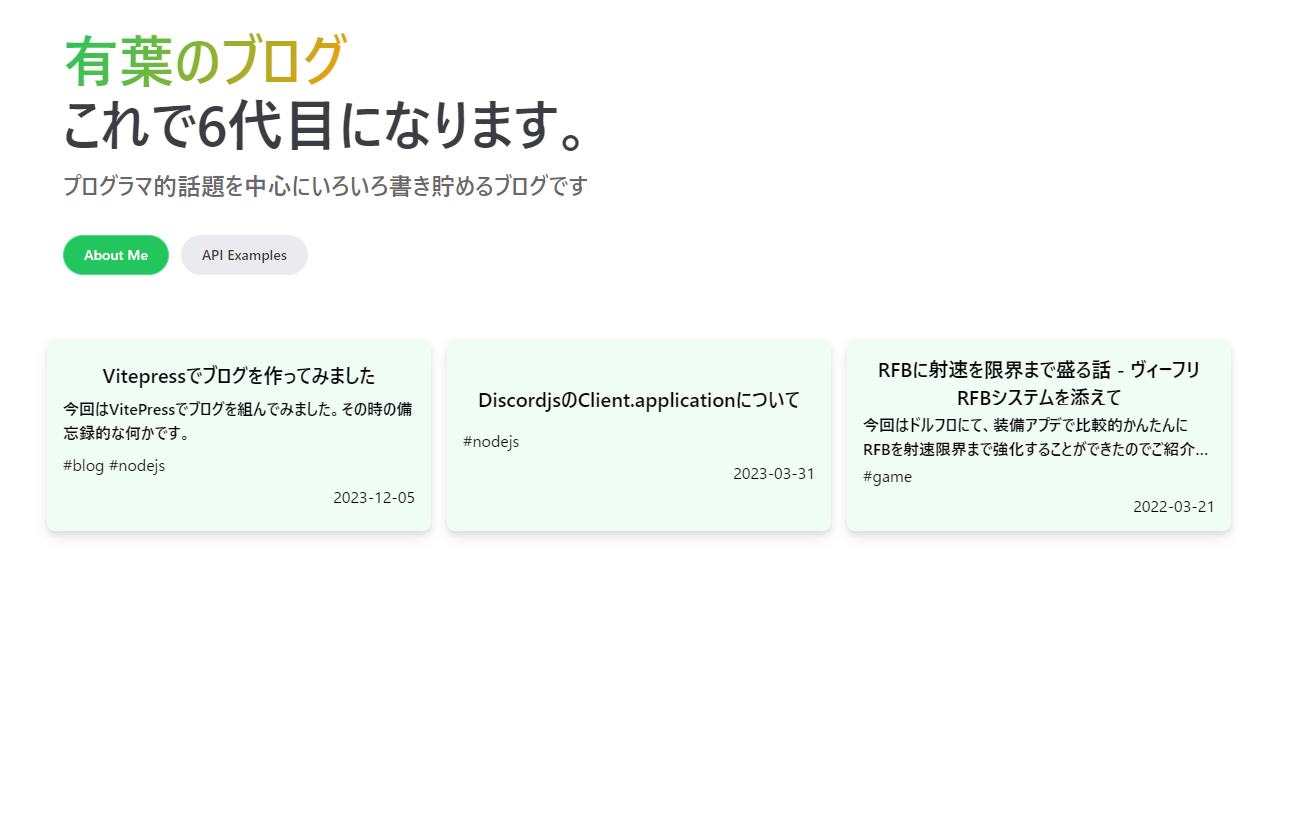 有葉のブログ
これで6代目になります。
プログラマ的話題を中心にいろいろ書き貯めるブログです
About Me
API Examples
Vitepressでブログを作ってみました
今回はVitePressでブログを組んでみました。その時の備
忘録的な何かです。
#blog #nodejs
2023-12-05
DiscordjsのClient.applicationについて
#nodejs
2023-03-31
RFBに射速を限界まで盛る話 - ヴィーフリ
RFBシステムを添えて
今回はドルフロにて、装備アプデで比較的かんたんに
RFBを射速限界まで強化することができたのでご紹介...
#game
2022-03-21